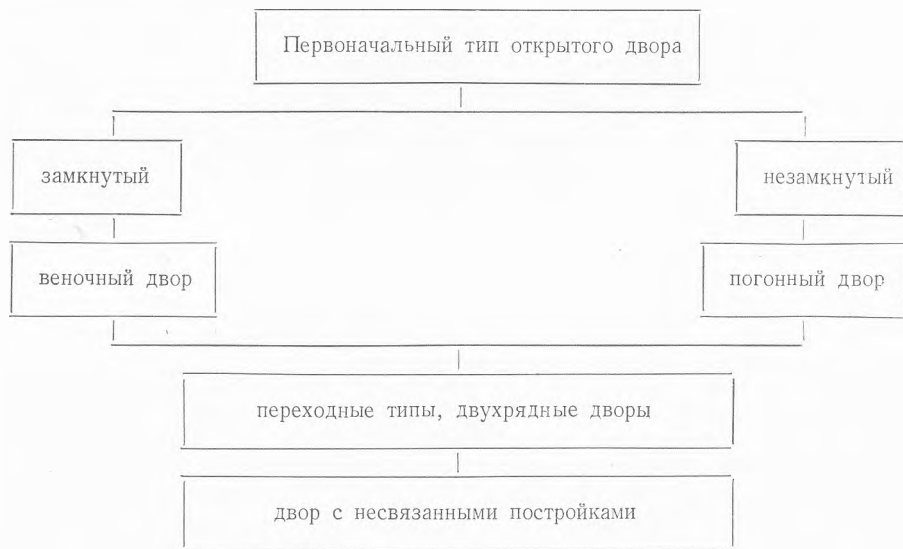 Первоначальный тип открытого двора
замкнутый
незамкнутый
веночный двор
погонный двор
переходные типы, двухрядные дворы
двор с несвязанными постройками